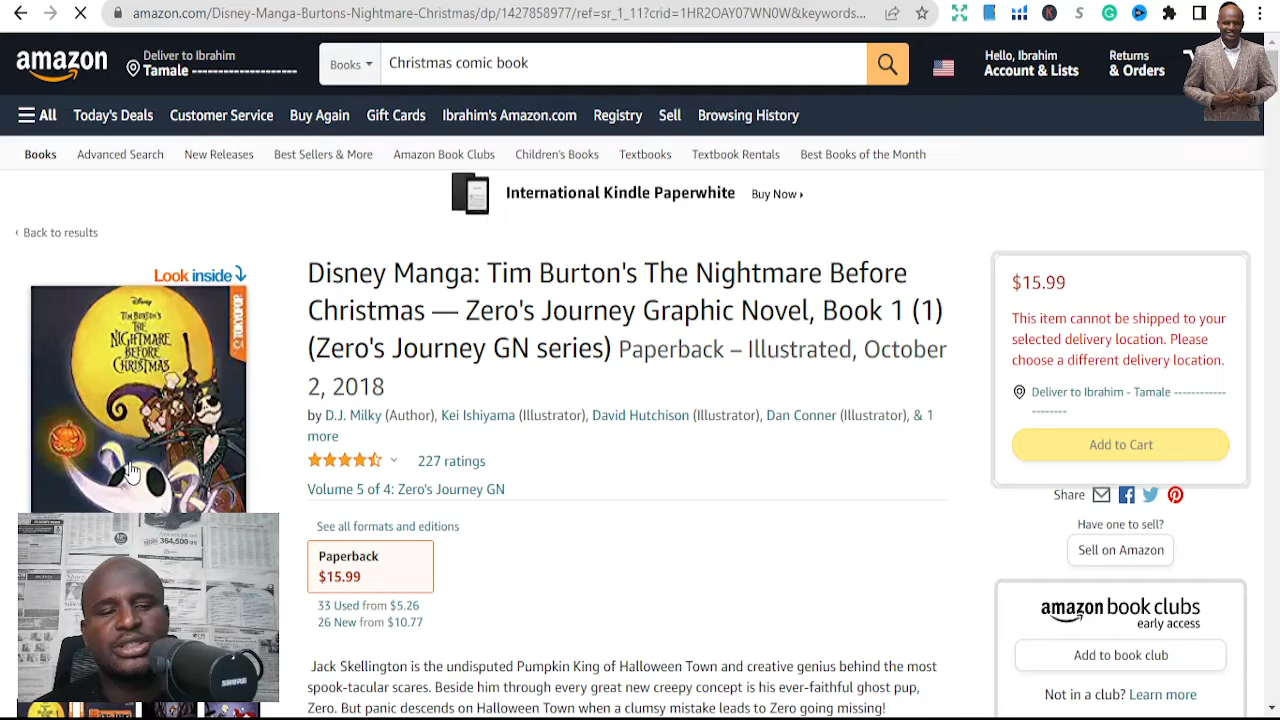 amazon.com/Disney-Manga-Burtons-Nightmare-Christmas/dp/1427858977/ref=sr_1_11?crid=1HR2OAY07WN0W&keywords...
amazon
Deliver to Ibrahim
Tamale --------------------
Books
Christmas comic book
Hello, Ibrahim
Account & Lists
Returns
& Orders
All
Today's Deals
Customer Service
Buy Again
Gift Cards
Ibrahim's Amazon.com
Registry
Sell
Browsing History
Books
Advanced Search
New Releases
Best Sellers & More
Amazon Book Clubs
Children's Books
Textbooks
Textbook Rentals
Best Books of the Month
International Kindle Paperwhite
Buy Now ›
‹ Back to results
Look inside
Disney
TIM BURTON'S
THE
NIGHTMARE
BEFORE
CHRISTMAS
TOKYOPOP
Disney Manga: Tim Burton's The Nightmare Before
Christmas — Zero's Journey Graphic Novel, Book 1 (1)
(Zero's Journey GN series) Paperback – Illustrated, October
2, 2018
by D.J. Milky (Author), Kei Ishiyama (Illustrator), David Hutchison (Illustrator), Dan Conner (Illustrator), & 1
more
227 ratings
Volume 5 of 4: Zero's Journey GN
See all formats and editions
Paperback
$15.99
33 Used from $5.26
26 New from $10.77
Jack Skellington is the undisputed Pumpkin King of Halloween Town and creative genius behind the most
spook-tacular scares. Beside him through every great new creepy concept is his ever-faithful ghost pup,
Zero. But panic descends on Halloween Town when a clumsy mistake leads to Zero going missing!
$15.99
This item cannot be shipped to your
selected delivery location. Please
choose a different delivery location.
Deliver to Ibrahim - Tamale ------------
--------
Add to Cart
Share
Have one to sell?
Sell on Amazon
amazon book clubs
early access
Add to book club
Not in a club? Learn more
364,500
SHURE